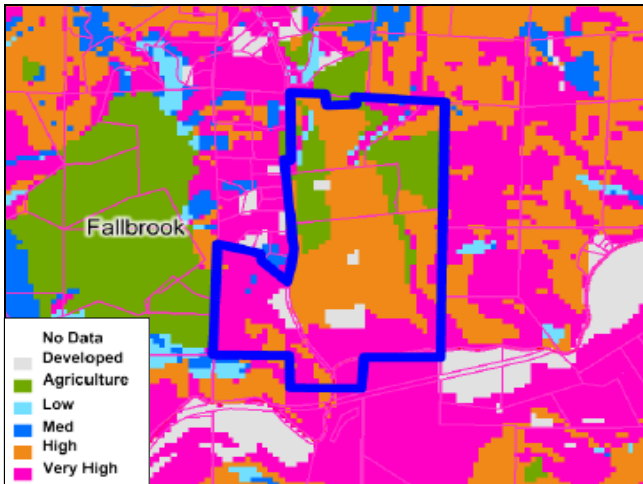 Fallbrook
No Data
Developed
Agriculture
Low
Med
High
Very High